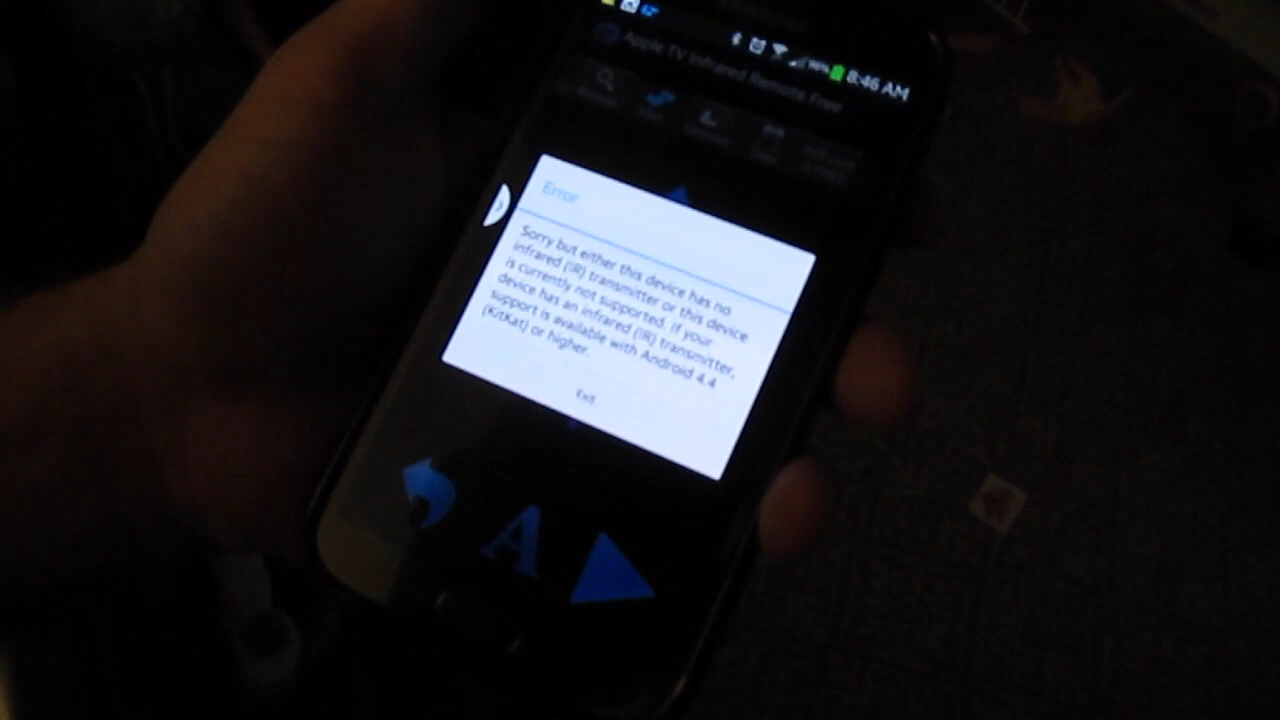 8:46 AM
Apple TV Infrared Remote Free
Error
Sorry but either this device has no
infrared (IR) transmitter or this device
is currently not supported. If your
device has an infrared (IR) transmitter,
support is available with Android 4.4
(KitKat) or higher.
Exit
A